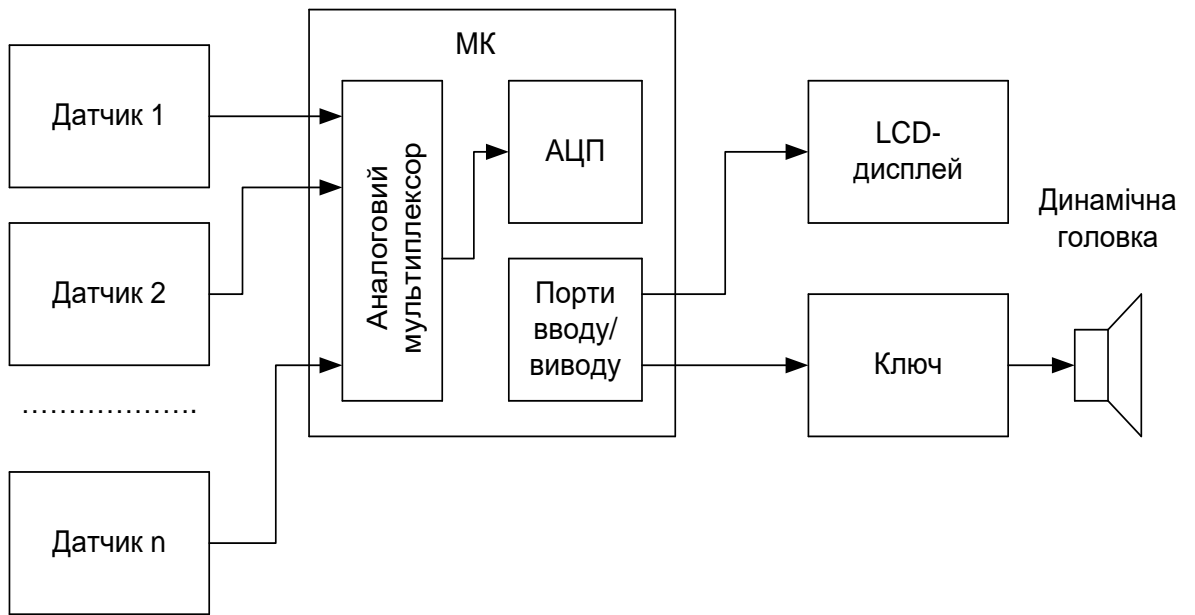 МК
Датчик 1
Аналоговий
мультиплексор
АЦП
LCD-
дисплей
Динамічна
головка
Датчик 2
Порти
вводу/
виводу
Ключ
...................
Датчик n